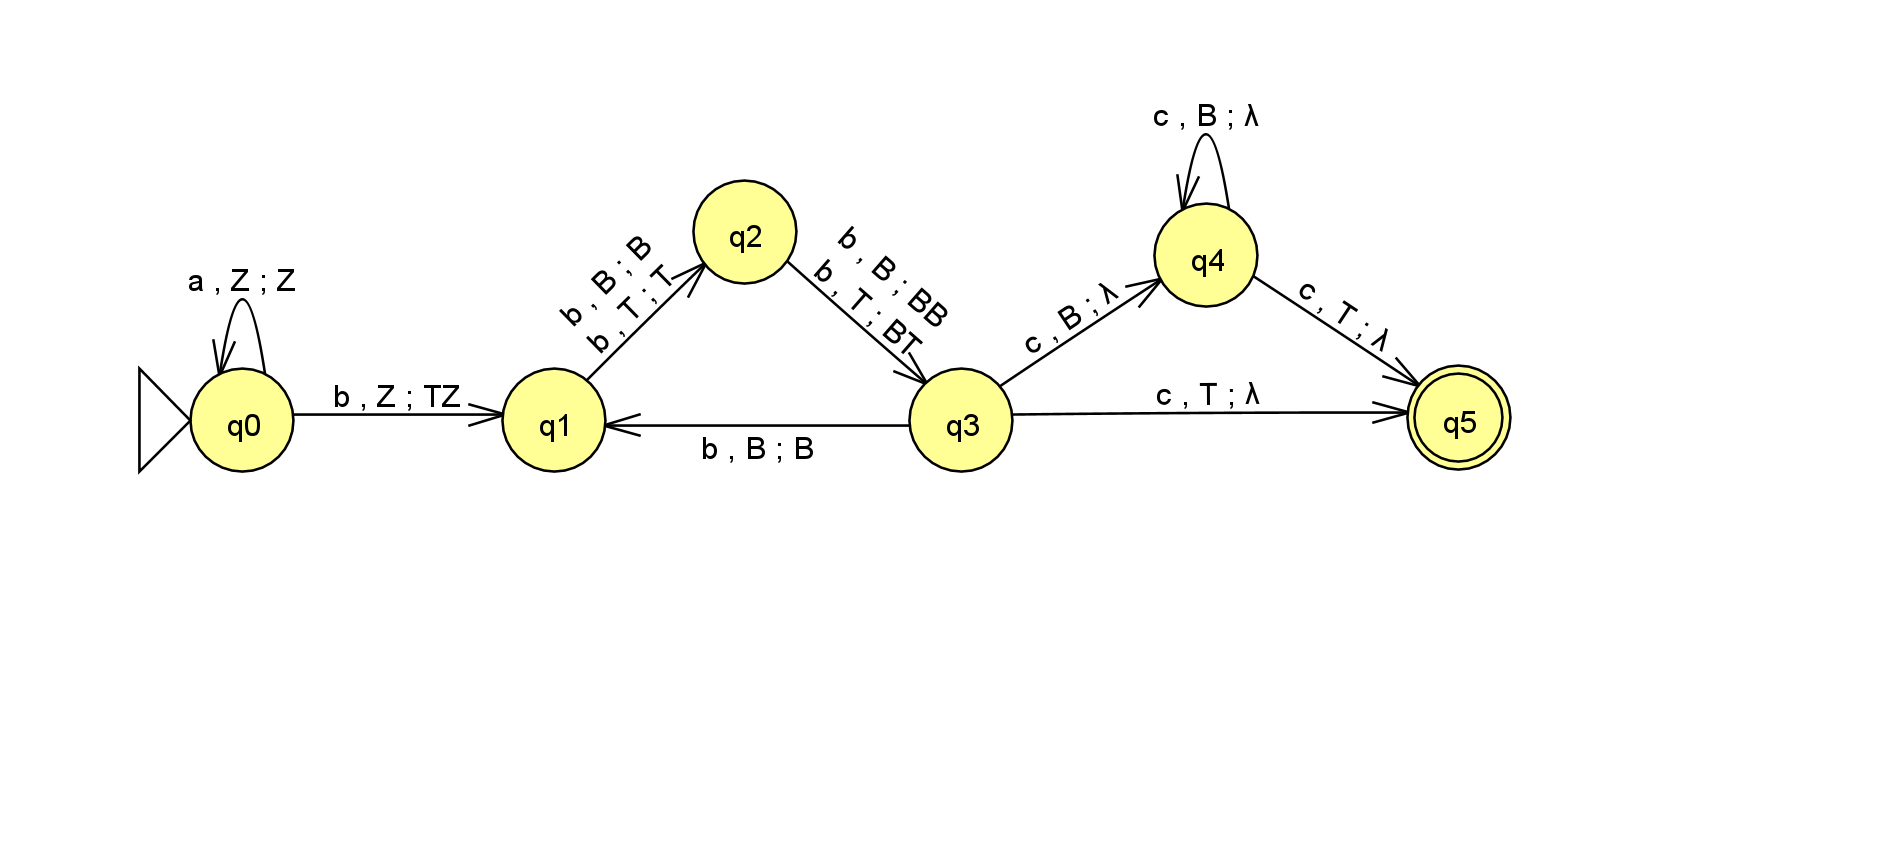 c , B ; λ
q2
b , B ; B
b , T ; T
b , B ; BB
b , T ; BT
q4
a , Z ; Z
c , B ; λ
c , T ; λ
b , Z ; TZ
c , T ; λ
q0
q1
q3
q5
b , B ; B